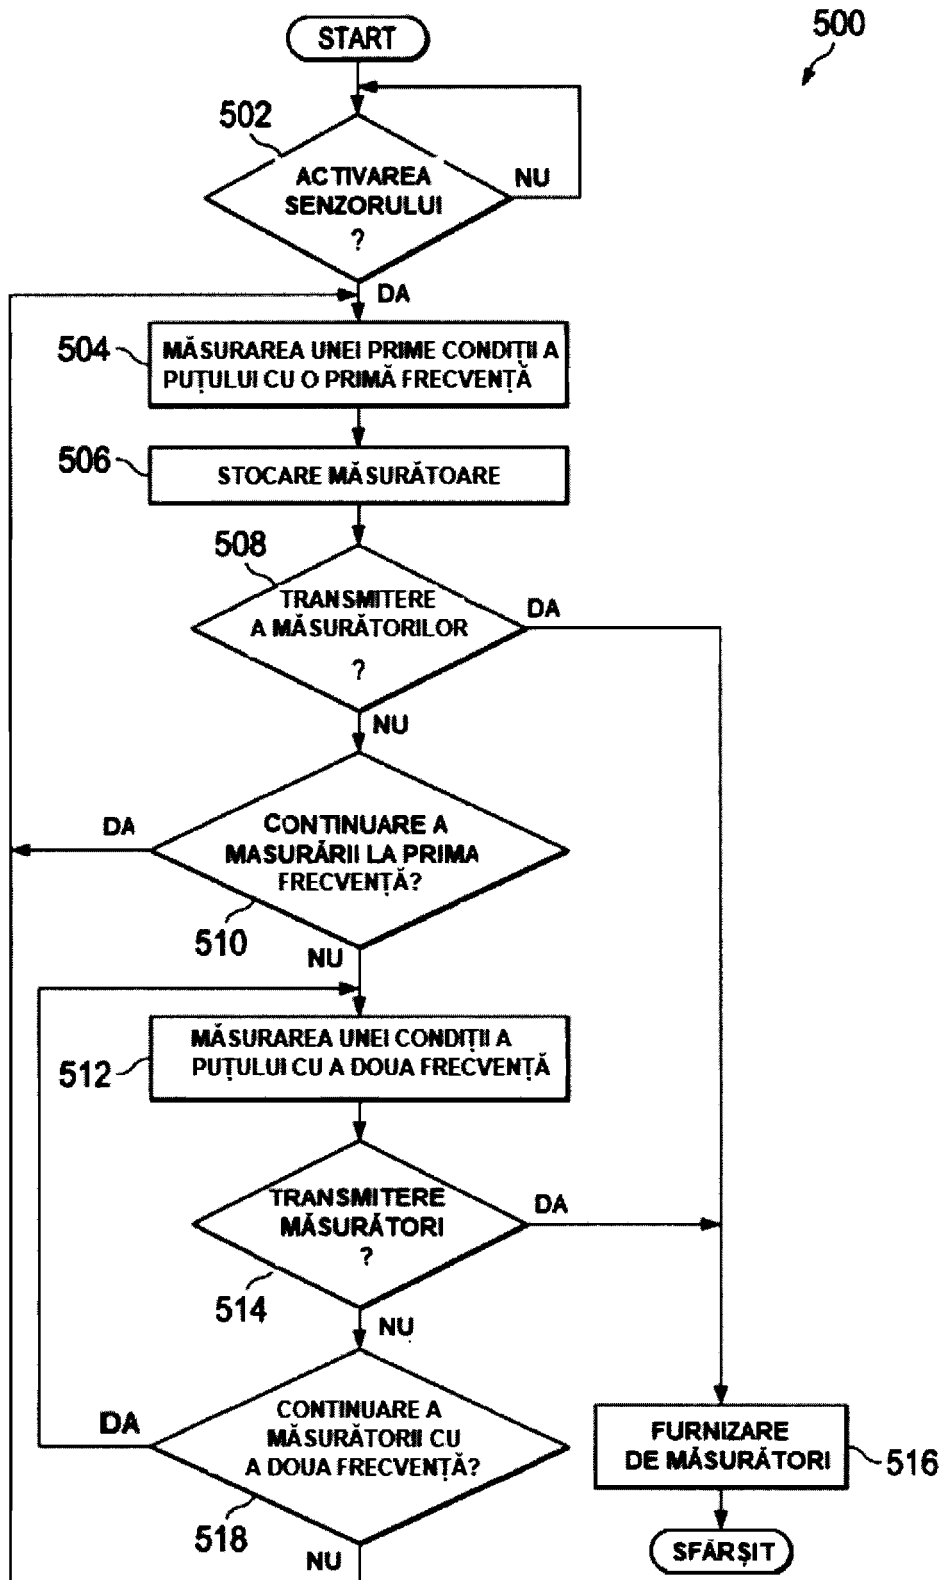 START
500
502
ACTIVAREA
SENZORULUI
?
NU
DA
504
MĂSURAREA UNEI PRIME CONDIȚII A
PUȚULUI CU O PRIMĂ FRECVENȚĂ
506
STOCARE MĂSURĂTOARE
508
TRANSMITERE
A MĂSURĂTORILOR
?
DA
NU
DA
CONTINUARE A
MASURĂRII LA PRIMA
FRECVENȚĂ?
510
NU
512
MĂSURAREA UNEI CONDIȚII A
PUȚULUI CU A DOUA FRECVENȚĂ
TRANSMITERE
MĂSURĂTORI
?
DA
514
NU
DA
CONTINUARE A
MĂSURĂTORII CU
A DOUA FRECVENȚĂ?
518
NU
FURNIZARE
DE MĂSURĂTORI
516
SFÂRȘIT